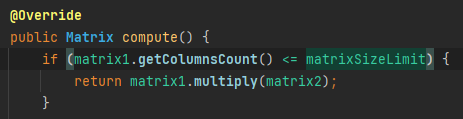 @Override
public Matrix compute() {
if (matrix1.getColumnsCount() <= matrixSizeLimit) {
return matrix1.multiply(matrix2);
}